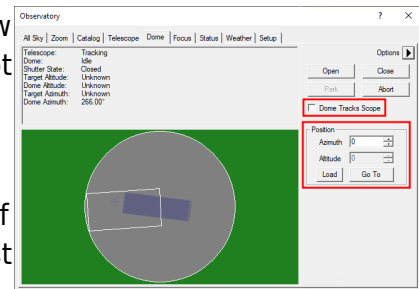 w
ot
f
st
Observatory ? ×
All Sky Zoom Catalog Telescope Dome Focus Status Weather Setup
Telescope: Tracking
Dome: Idle
Shutter State: Closed
Target Altitude: Unknown
Dome Altitude: Unknown
Target Azimuth: Unknown
Dome Azimuth: 266.00°
Options
Open Close
Park Abort
Dome Tracks Scope
Position
Azimuth 0
Altitude 0
Load Go To